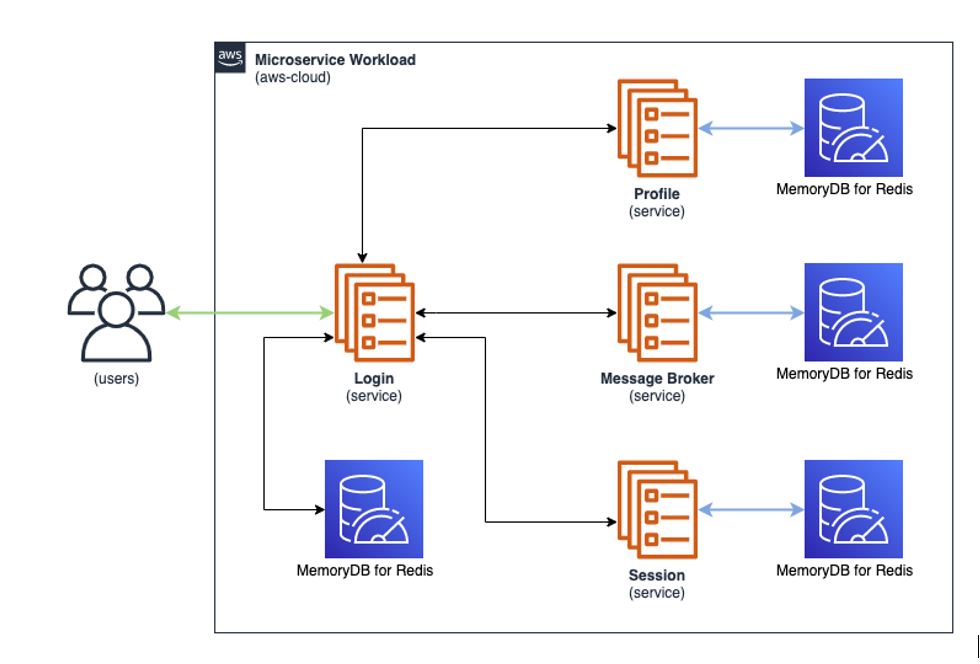 aws
Microservice Workload
(aws-cloud)
Profile
(service)
MemoryDB for Redis
(users)
Login
(service)
Message Broker
(service)
MemoryDB for Redis
MemoryDB for Redis
Session
(service)
MemoryDB for Redis